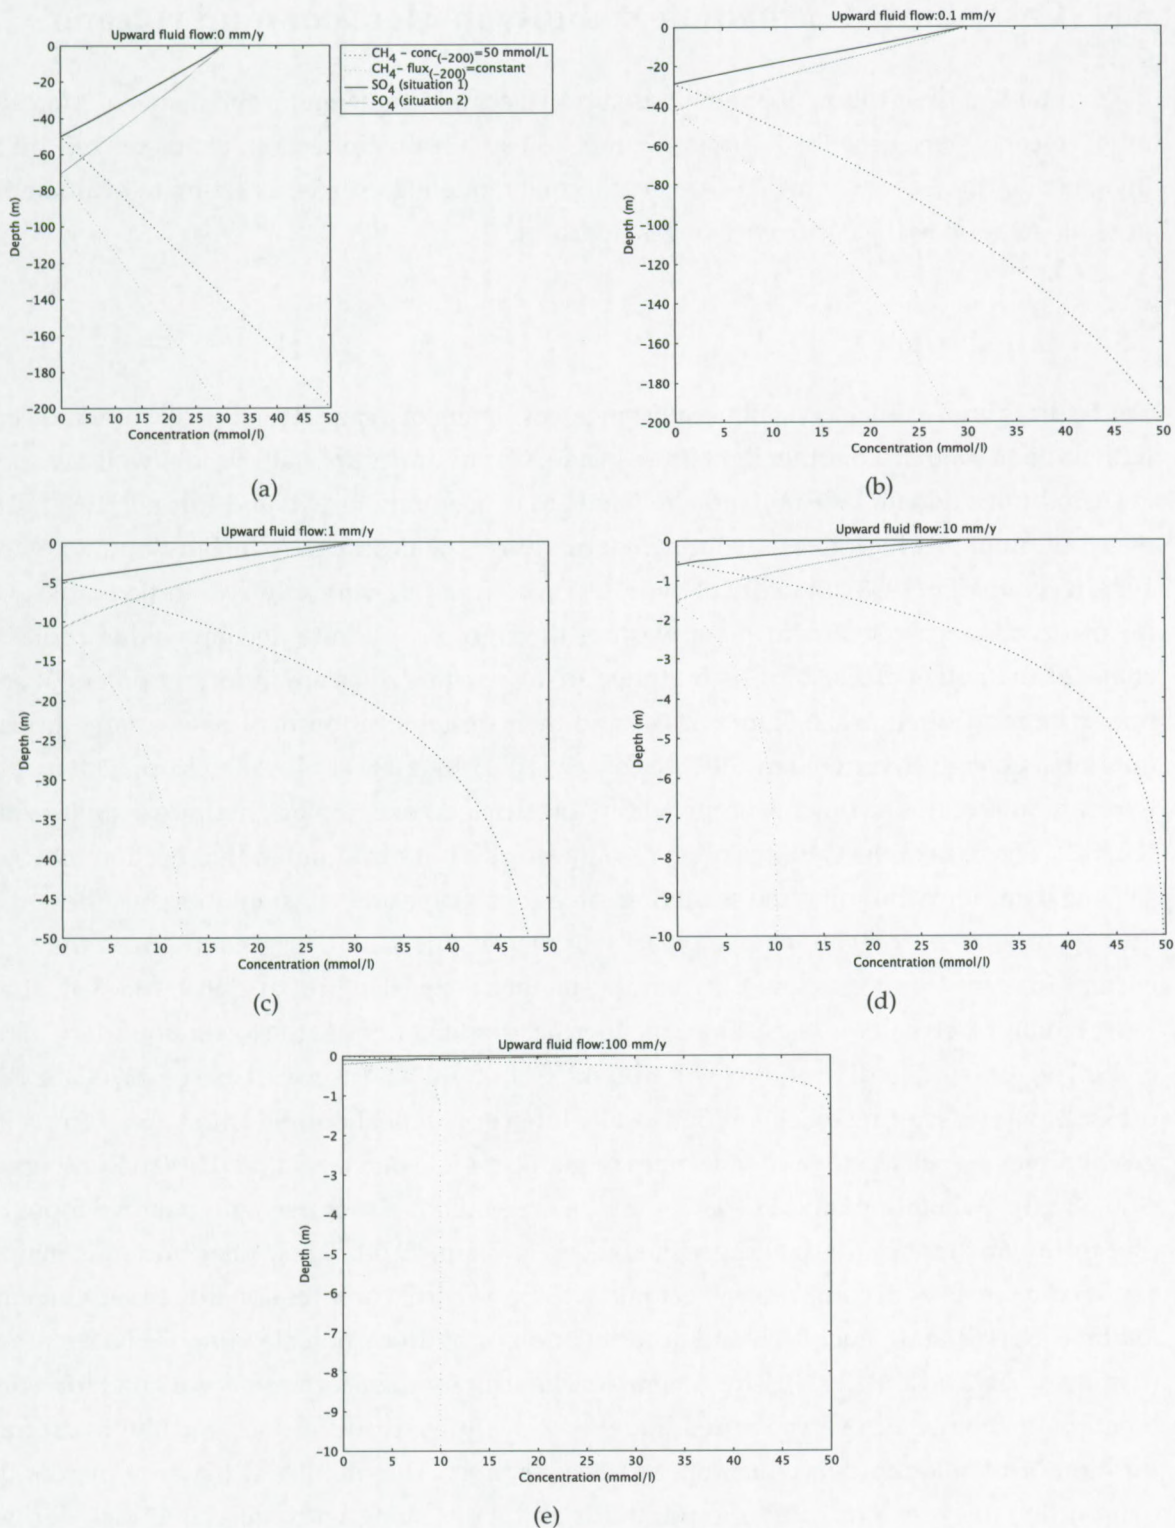 Upward fluid flow:0 mm/y
CH4 – conc(–200)=50 mmol/L
CH4– flux(–200)=constant
SO4 (situation 1)
SO4 (situation 2)
0
–20
–40
–60
–80
–100
–120
–140
–160
–180
–200
Depth (m)
0 5 10 15 20 25 30 35 40 45 50
Concentration (mmol/l)
(a)
Upward fluid flow:0.1 mm/y
0
–20
–40
–60
–80
–100
–120
–140
–160
–180
–200
Depth (m)
0 10 20 30 40 50
Concentration (mmol/l)
(b)
Upward fluid flow:1 mm/y
0
–5
–10
–15
–20
–25
–30
–35
–40
–45
–50
Depth (m)
0 5 10 15 20 25 30 35 40 45 50
Concentration (mmol/l)
(c)
Upward fluid flow:10 mm/y
0
–1
–2
–3
–4
–5
–6
–7
–8
–9
–10
Depth (m)
0 5 10 15 20 25 30 35 40 45 50
Concentration (mmol/l)
(d)
Upward fluid flow:100 mm/y
0
–1
–2
–3
–4
–5
–6
–7
–8
–9
–10
Depth (m)
0 5 10 15 20 25 30 35 40 45 50
Concentration (mmol/l)
(e)